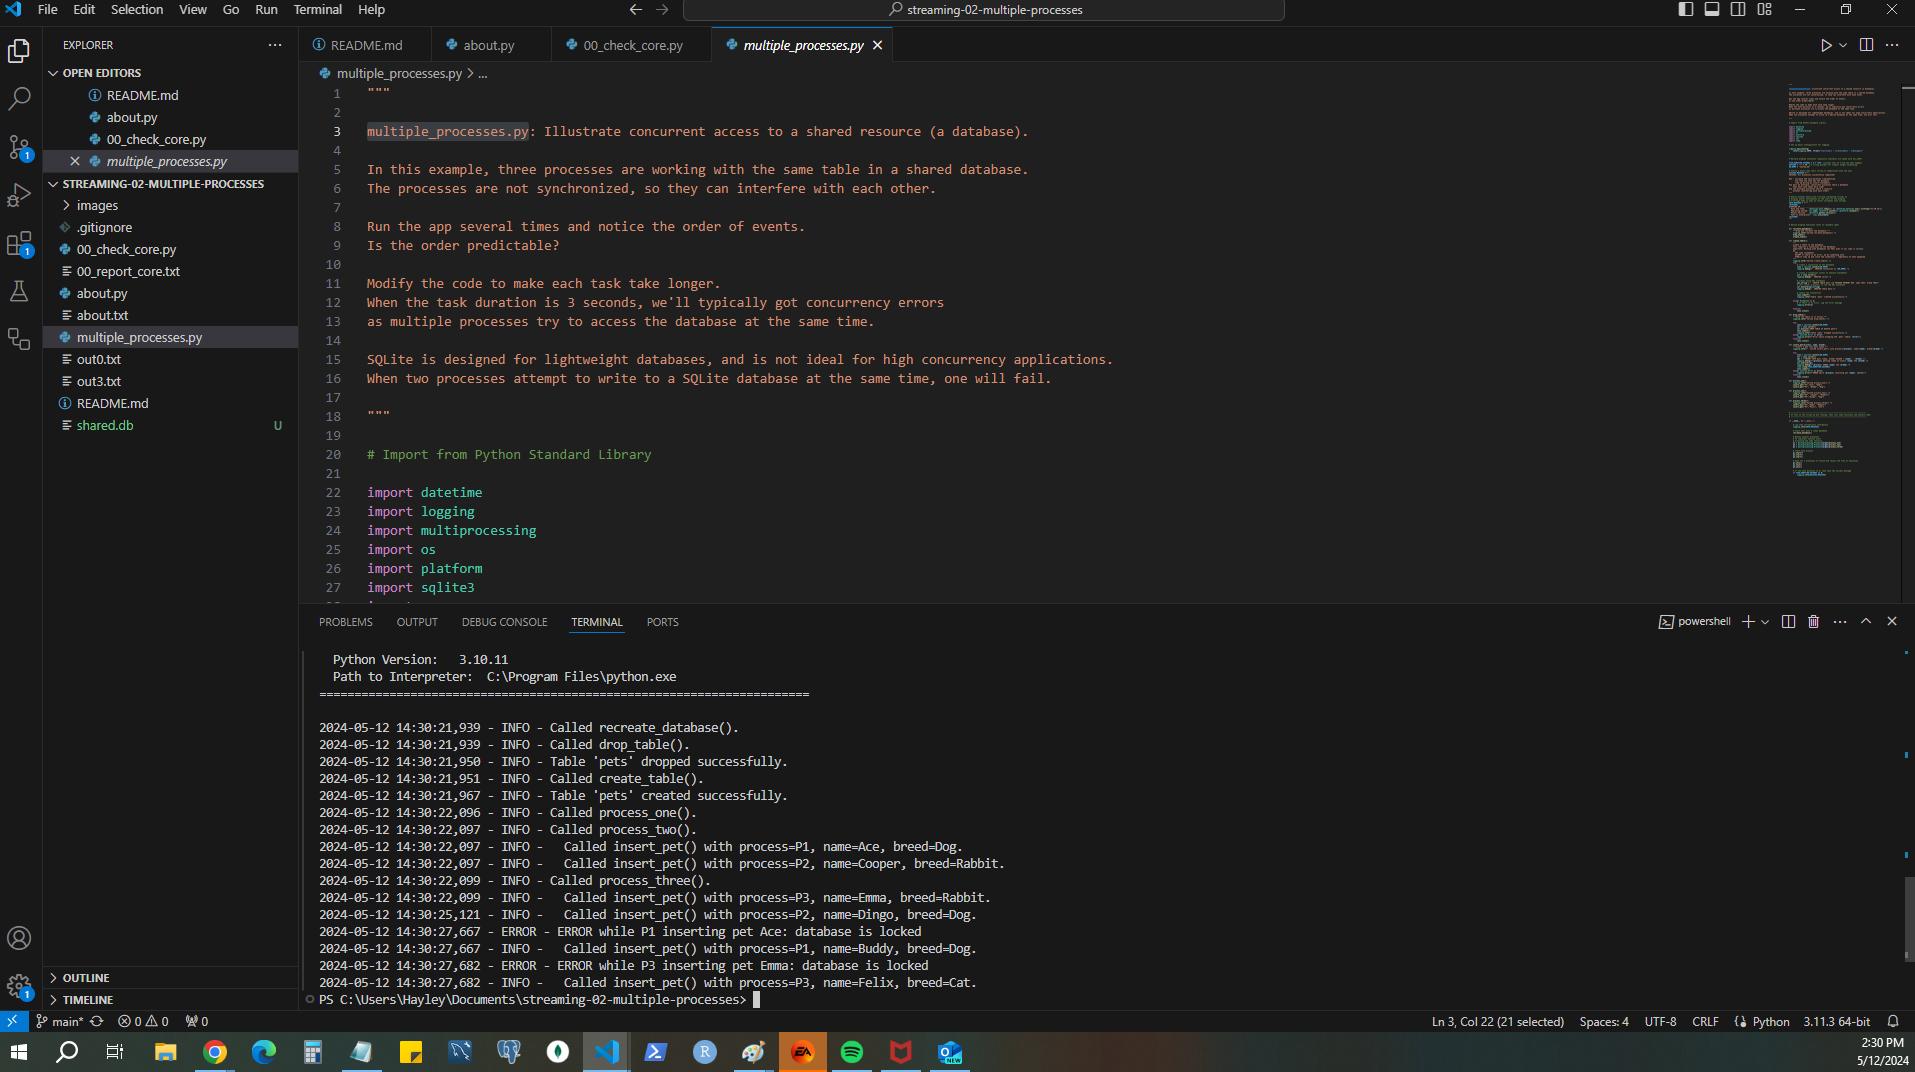 File Edit Selection View Go Run Terminal Help
streaming-02-multiple-processes
EXPLORER
OPEN EDITORS
README.md
about.py
00_check_core.py
multiple_processes.py
STREAMING-02-MULTIPLE-PROCESSES
images
.gitignore
00_check_core.py
00_report_core.txt
about.py
about.txt
multiple_processes.py
out0.txt
out3.txt
README.md
shared.db U
OUTLINE
TIMELINE
1
1
1
README.md about.py 00_check_core.py multiple_processes.py
multiple_processes.py > ...
1 """
2
3 multiple_processes.py: Illustrate concurrent access to a shared resource (a database).
4
5 In this example, three processes are working with the same table in a shared database.
6 The processes are not synchronized, so they can interfere with each other.
7
8 Run the app several times and notice the order of events.
9 Is the order predictable?
10
11 Modify the code to make each task take longer.
12 When the task duration is 3 seconds, we'll typically got concurrency errors
13 as multiple processes try to access the database at the same time.
14
15 SQLite is designed for lightweight databases, and is not ideal for high concurrency applications.
16 When two processes attempt to write to a SQLite database at the same time, one will fail.
17
18 """
19
20 # Import from Python Standard Library
21
22 import datetime
23 import logging
24 import multiprocessing
25 import os
26 import platform
27 import sqlite3
PROBLEMS OUTPUT DEBUG CONSOLE TERMINAL PORTS
powershell
Python Version: 3.10.11
Path to Interpreter: C:\Program Files\python.exe
======================================================================
2024-05-12 14:30:21,939 - INFO - Called recreate_database().
2024-05-12 14:30:21,939 - INFO - Called drop_table().
2024-05-12 14:30:21,950 - INFO - Table 'pets' dropped successfully.
2024-05-12 14:30:21,951 - INFO - Called create_table().
2024-05-12 14:30:21,967 - INFO - Table 'pets' created successfully.
2024-05-12 14:30:22,096 - INFO - Called process_one().
2024-05-12 14:30:22,097 - INFO - Called process_two().
2024-05-12 14:30:22,097 - INFO -   Called insert_pet() with process=P1, name=Ace, breed=Dog.
2024-05-12 14:30:22,097 - INFO -   Called insert_pet() with process=P2, name=Cooper, breed=Rabbit.
2024-05-12 14:30:22,099 - INFO - Called process_three().
2024-05-12 14:30:22,099 - INFO -   Called insert_pet() with process=P3, name=Emma, breed=Rabbit.
2024-05-12 14:30:25,121 - INFO -   Called insert_pet() with process=P2, name=Dingo, breed=Dog.
2024-05-12 14:30:27,667 - ERROR - ERROR while P1 inserting pet Ace: database is locked
2024-05-12 14:30:27,667 - INFO -   Called insert_pet() with process=P1, name=Buddy, breed=Dog.
2024-05-12 14:30:27,682 - ERROR - ERROR while P3 inserting pet Emma: database is locked
2024-05-12 14:30:27,682 - INFO -   Called insert_pet() with process=P3, name=Felix, breed=Cat.
PS C:\Users\Hayley\Documents\streaming-02-multiple-processes>
main* 0 0 0
Ln 3, Col 22 (21 selected) Spaces: 4 UTF-8 CRLF Python 3.11.3 64-bit
R
EA
NEW
2:30 PM
5/12/2024